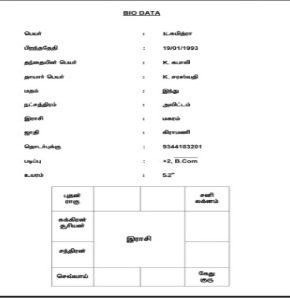 BIO DATA
பெயர் : K.சுமித்ரா
பிறந்ததேதி : 19/01/1993
தந்தையின் பெயர் : K. கபாலி
தாயார் பெயர் : K. சரஸ்வதி
மதம் : இந்து
நட்சத்திரம் : அவிட்டம்
இராசி : மகரம்
ஜாதி : கிராமணி
தொடர்புக்கு : 9344103201
படிப்பு : +2, B.Com
உயரம் : 5.2"
புதன் சனி
ராகு லக்னம்
சுக்கிரன்
சூரியன்
இராசி
சந்திரன்
செவ்வாய் கேது
குரு